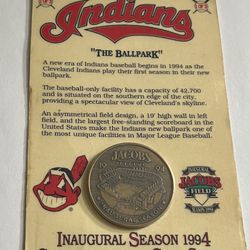 Indians
"THE BALLPARK"
A new era of Indians baseball begins in 1994 as the
Cleveland Indians play their first season in their new
ballpark.
The baseball-only facility has a capacity of 42,700
and is situated on the southern edge of the city,
providing a spectacular view of Cleveland's skyline.
An asymmetrical field design, a 19' high wall in left
field, and the largest free-standing scoreboard in the
United States make the Indians new ballpark one of
the most unique facilities in Major League Baseball.
JACOBS
FIELD
19 94
INAUGURAL SEASON
JACOBS
FIELD
INAUGURAL SEASON 1994